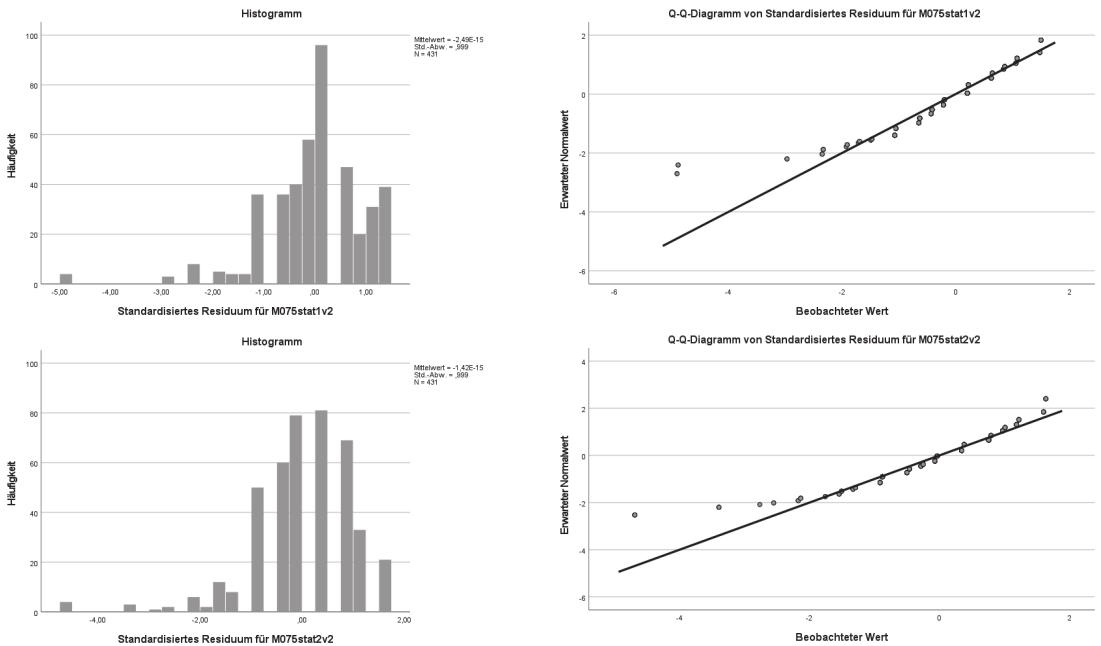 Histogramm
Mittelwert = -2,49E-15
Std.-Abw. = ,999
N = 431
100
80
60
40
20
0
Häufigkeit
-5,00 -4,00 -3,00 -2,00 -1,00 ,00 1,00
Standardisiertes Residuum für M075stat1v2
Q-Q-Diagramm von Standardisiertes Residuum für M075stat1v2
2
0
-2
-4
-6
Erwarteter Normalwert
-6 -4 -2 0 2
Beobachteter Wert
Histogramm
Mittelwert = -1,42E-15
Std.-Abw. = ,999
N = 431
100
80
60
40
20
0
Häufigkeit
-4,00 -2,00 ,00 2,00
Standardisiertes Residuum für M075stat2v2
Q-Q-Diagramm von Standardisiertes Residuum für M075stat2v2
4
2
0
-2
-4
-6
Erwarteter Normalwert
-4 -2 0 2
Beobachteter Wert